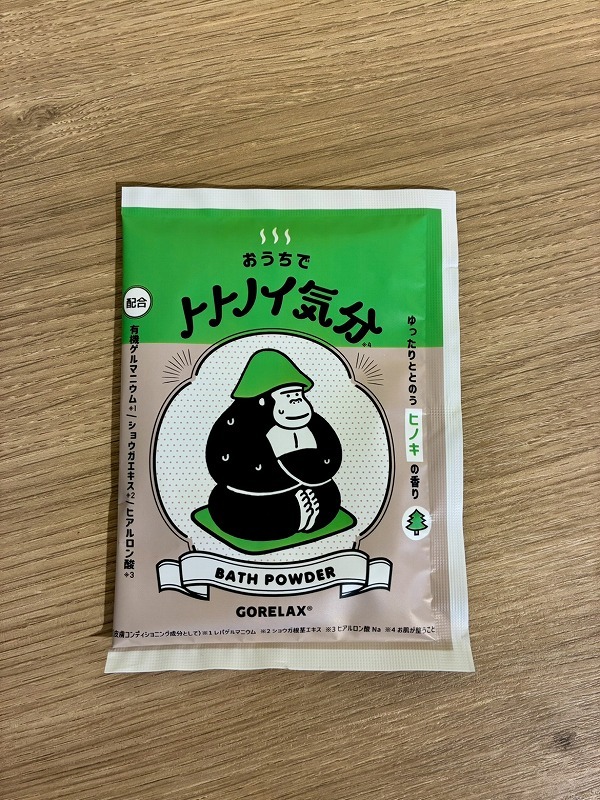 おうちで
トトノイ気分
※4
配合
有機ゲルマニウム※1/ショウガエキス※2/ヒアルロン酸※3
ゆったりととのう ヒノキ の香り
BATH POWDER
GORELAX®
皮膚コンディショニング成分として)※1 レパゲルマニウム ※2 ショウガ根茎エキス ※3 ヒアルロン酸 Na ※4 お肌が整うこと